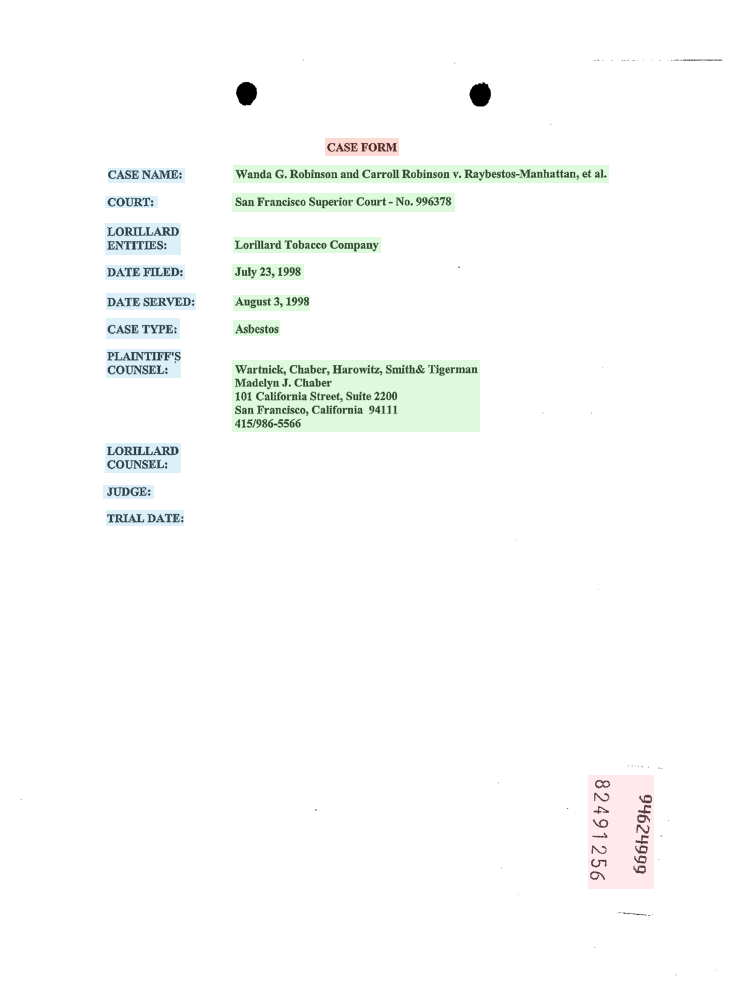 CASE FORM
CASE NAME: Wanda G. Robinson and Carroll Robinson v. Raybestos-Manhattan, et al.
COURT: San Francisco Superior Court - No. 996378
LORILLARD
ENTITIES: Lorillard Tobacco Company
DATE FILED: July 23, 1998
DATE SERVED: August 3, 1998
CASE TYPE: Asbestos
PLAINTIFF'S
COUNSEL: Wartnick, Chaber, Harowitz, Smith& Tigerman
Madelyn J. Chaber
101 California Street, Suite 2200
San Francisco, California 94111
415/986-5566
LORILLARD
COUNSEL:
JUDGE:
TRIAL DATE:
82491256
94624999